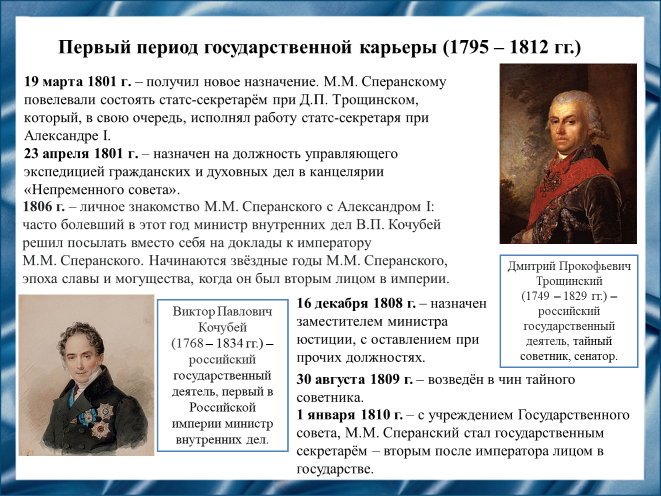 Первый период государственной карьеры (1795 – 1812 гг.)
19 марта 1801 г. – получил новое назначение. М.М. Сперанскому
повелевали состоять статс-секретарём при Д.П. Трощинском,
который, в свою очередь, исполнял работу статс-секретаря при
Александре I.
23 апреля 1801 г. – назначен на должность управляющего
экспедицией гражданских и духовных дел в канцелярии
«Непременного совета».
1806 г. – личное знакомство М.М. Сперанского с Александром I:
часто болевший в этот год министр внутренних дел В.П. Кочубей
решил посылать вместо себя на доклады к императору
М.М. Сперанского. Начинаются звёздные годы М.М. Сперанского,
эпоха славы и могущества, когда он был вторым лицом в империи.
Дмитрий Прокофьевич
Трощинский
(1749 – 1829 гг.) –
российский
государственный
деятель, тайный
советник, сенатор.
Виктор Павлович
Кочубей
(1768 – 1834 гг.) –
российский
государственный
деятель, первый в
Российской
империи министр
внутренних дел.
16 декабря 1808 г. – назначен
заместителем министра
юстиции, с оставлением при
прочих должностях.
30 августа 1809 г. – возведён в чин тайного
советника.
1 января 1810 г. – с учреждением Государственного
совета, М.М. Сперанский стал государственным
секретарём – вторым после императора лицом в
государстве.